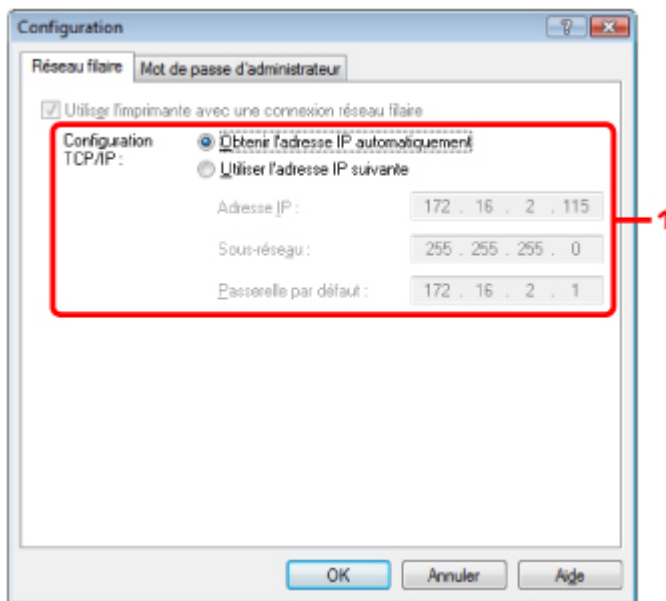 Configuration
Réseau filaire
Mot de passe d'administrateur
Utiliser l'imprimante avec une connexion réseau filaire
Configuration TCP/IP :
Obtenir l'adresse IP automatiquement
Utiliser l'adresse IP suivante
Adresse IP :
172 . 16 . 2 . 115
Sous-réseau :
255 . 255 . 255 . 0
Passerelle par défaut :
172 . 16 . 2 . 1
1
OK
Annuler
Aide